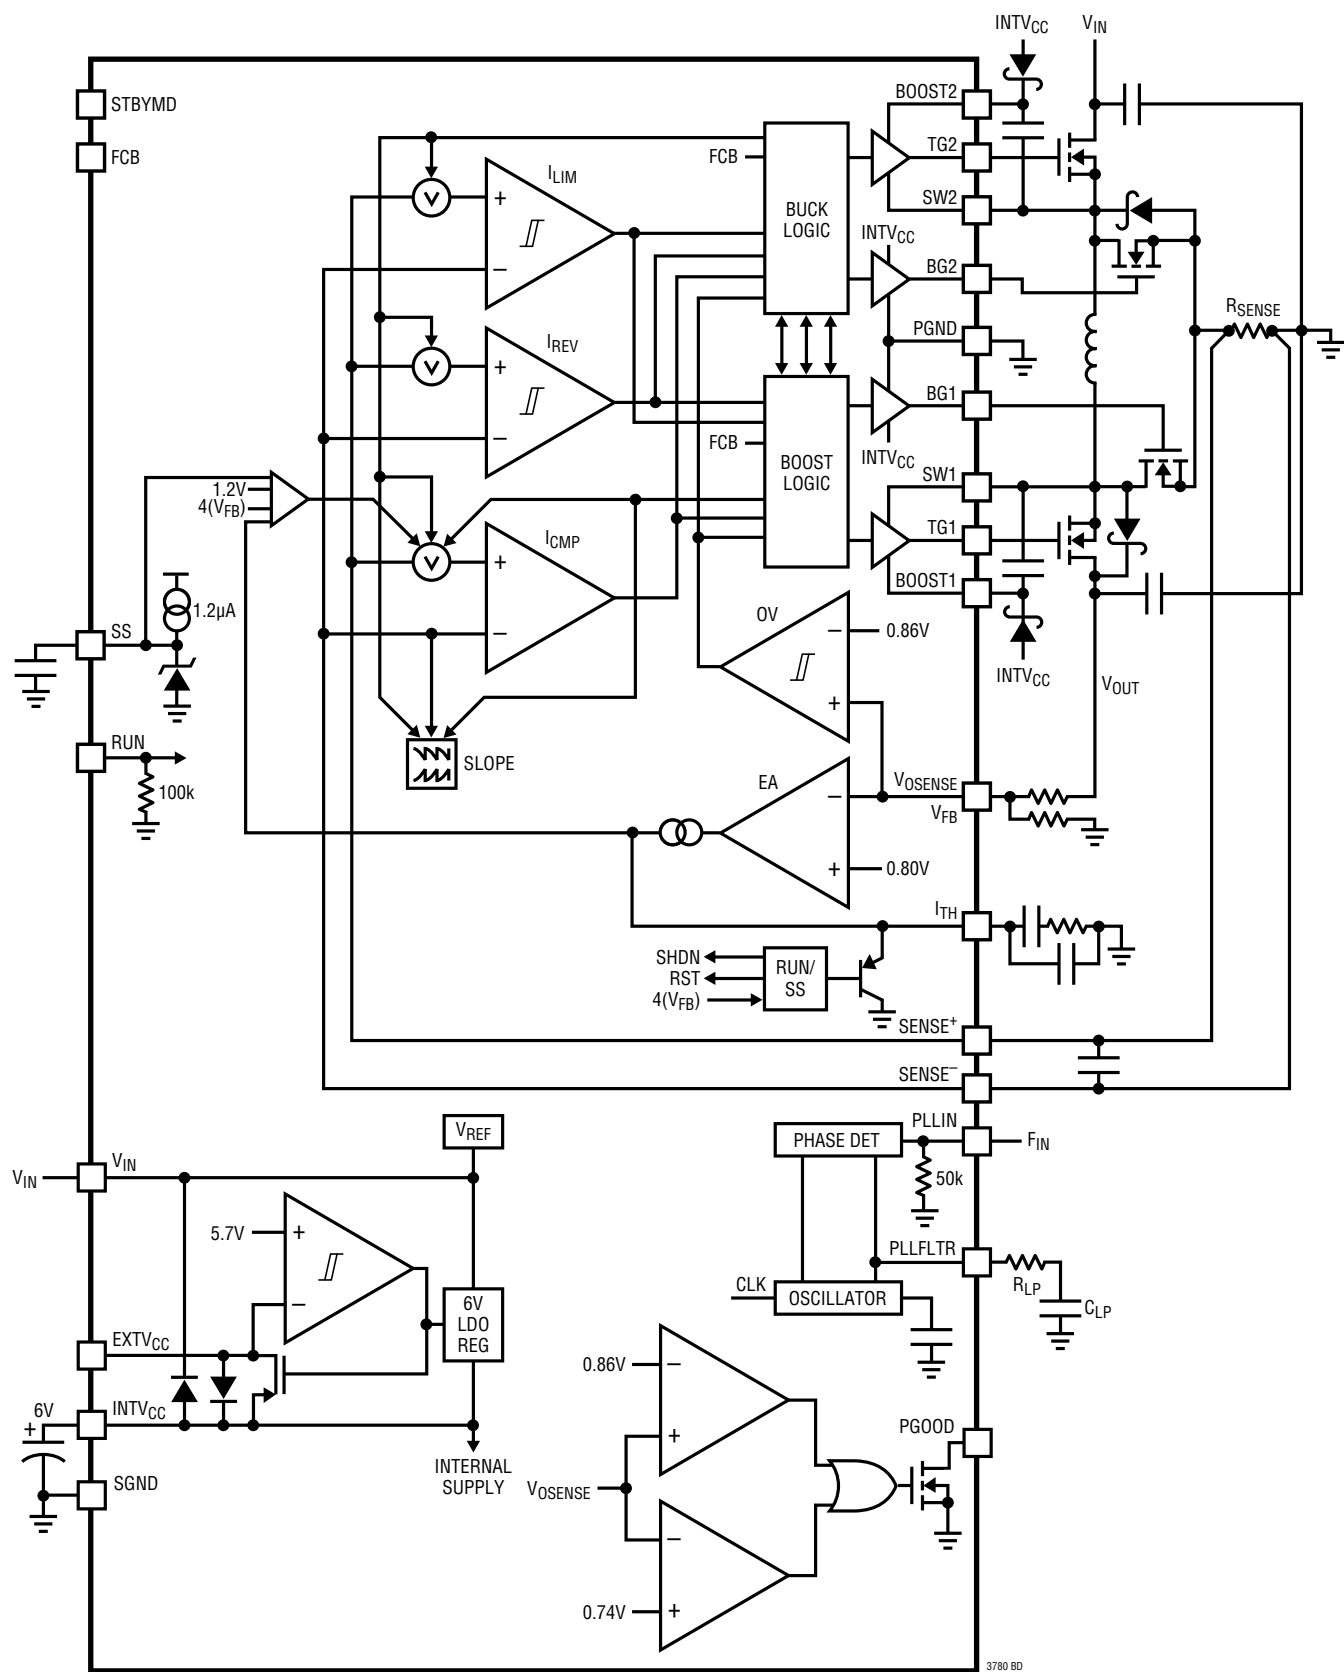 INTVCC
VIN
STBYMD
FCB
BOOST2
TG2
SW2
FCB
BUCK
LOGIC
ILIM
+
−
INTVCC
BG2
RSENSE
PGND
IREV
+
−
BG1
FCB
INTVCC
BOOST
LOGIC
SW1
1.2V
4(VFB)
TG1
ICMP
+
−
BOOST1
1.2µA
SS
OV
−
0.86V
+
INTVCC
VOUT
RUN
100k
SLOPE
EA
−
VOSENSE
VFB
+
0.80V
ITH
SHDN
RST
4(VFB)
RUN/
SS
SENSE+
SENSE−
VREF
PLLIN
PHASE DET
FIN
50k
VIN
VIN
5.7V
+
−
PLLFLTR
RLP
CLP
CLK
OSCILLATOR
6V
LDO
REG
EXTVCC
0.86V
−
+
6V
+
INTVCC
INTERNAL
SUPPLY
PGOOD
SGND
VOSENSE
−
0.74V
+
3780 BD